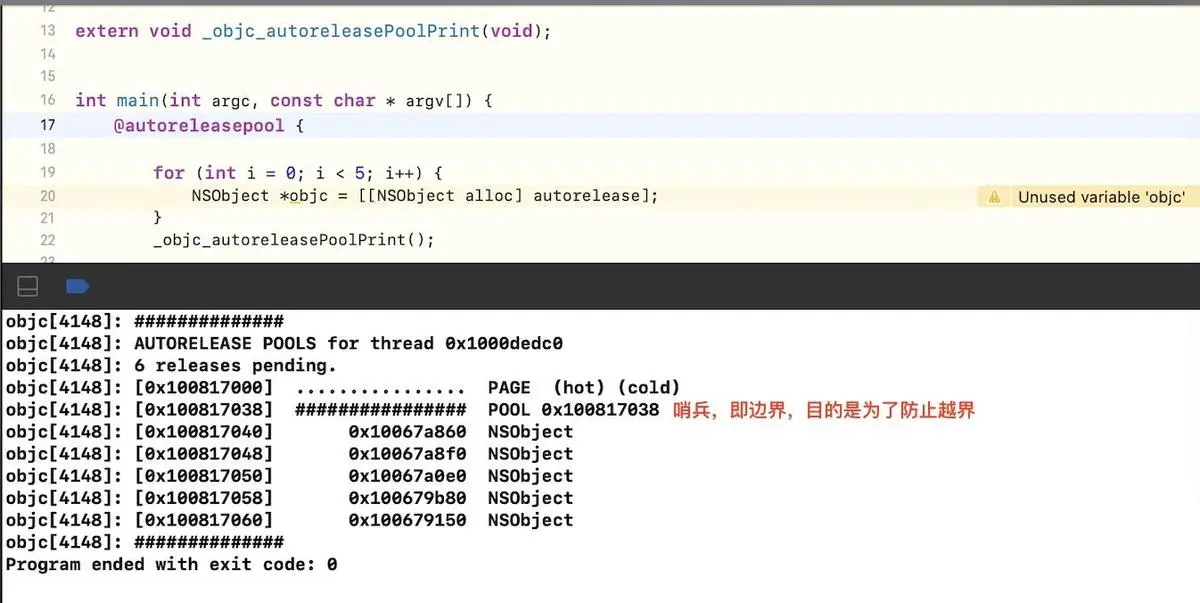 12
13 extern void _objc_autoreleasePoolPrint(void);
14
15
16 int main(int argc, const char * argv[]) {
17 @autoreleasepool {
18
19 for (int i = 0; i < 5; i++) {
20 NSObject *objc = [[NSObject alloc] autorelease]; Unused variable 'objc'
21 }
22 _objc_autoreleasePoolPrint();
23
objc[4148]: ##############
objc[4148]: AUTORELEASE POOLS for thread 0x1000dedc0
objc[4148]: 6 releases pending.
objc[4148]: [0x100817000] ................ PAGE (hot) (cold)
objc[4148]: [0x100817038] ################ POOL 0x100817038 哨兵，即边界，目的是为了防止越界
objc[4148]: [0x100817040] 0x10067a860 NSObject
objc[4148]: [0x100817048] 0x10067a8f0 NSObject
objc[4148]: [0x100817050] 0x10067a0e0 NSObject
objc[4148]: [0x100817058] 0x100679b80 NSObject
objc[4148]: [0x100817060] 0x100679150 NSObject
objc[4148]: ##############
Program ended with exit code: 0